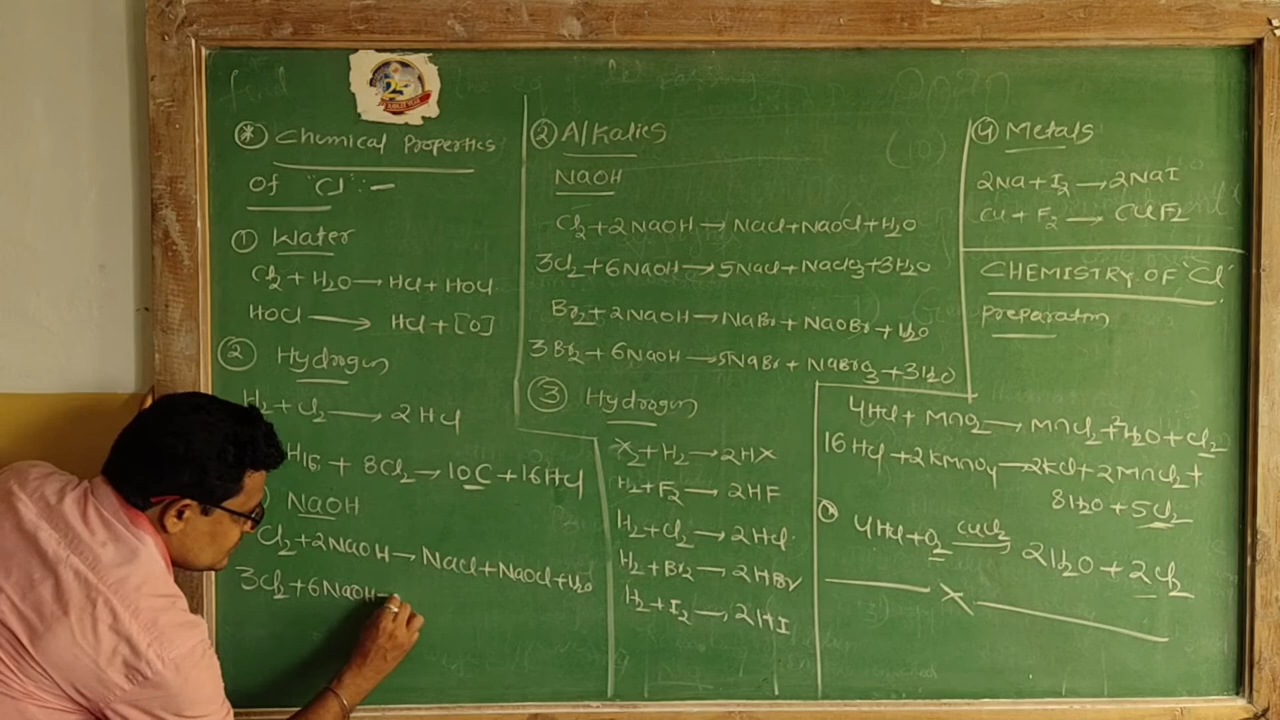 * Chemical Properties
Of "Cl" :-
① Water
Cl₂ + H₂O → HCl + HOCl
HOCl → HCl + [O]
② Hydrogen
H₂ + Cl₂ → 2HCl
H₁₆ + 8Cl₂ → 10C + 16HCl
NaOH
Cl₂ + 2NaOH → NaCl + NaOCl + H₂O
3Cl₂ + 6NaOH →
② Alkalies
NaOH
Cl₂ + 2NaOH → NaCl + NaOCl + H₂O
3Cl₂ + 6NaOH → 5NaCl + NaClO₃ + 3H₂O
Br₂ + 2NaOH → NaBr + NaOBr + H₂O
3Br₂ + 6NaOH → 5NaBr + NaBrO₃ + 3H₂O
③ Hydrogen
X₂ + H₂ → 2HX
H₂ + F₂ → 2HF
H₂ + Cl₂ → 2HCl
H₂ + Br₂ → 2HBr
H₂ + I₂ → 2HI
④ Metals
2Na + I₂ → 2NaI
Cu + F₂ → CuF₂
CHEMISTRY OF "Cl"
preparation
4HCl + MnO₂ → MnCl₂ + 2H₂O + Cl₂
16HCl + 2KMnO₄ → 2KCl + 2MnCl₂ +
8H₂O + 5Cl₂
* 4HCl + O₂ CuCl₂ → 2H₂O + 2Cl₂
x